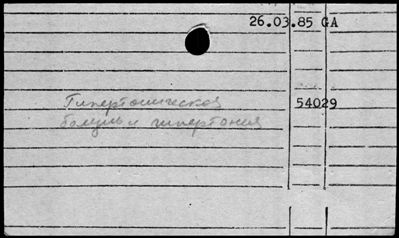 26.03.85 GA
Гипертоническая 54029
болезнь и гипертония